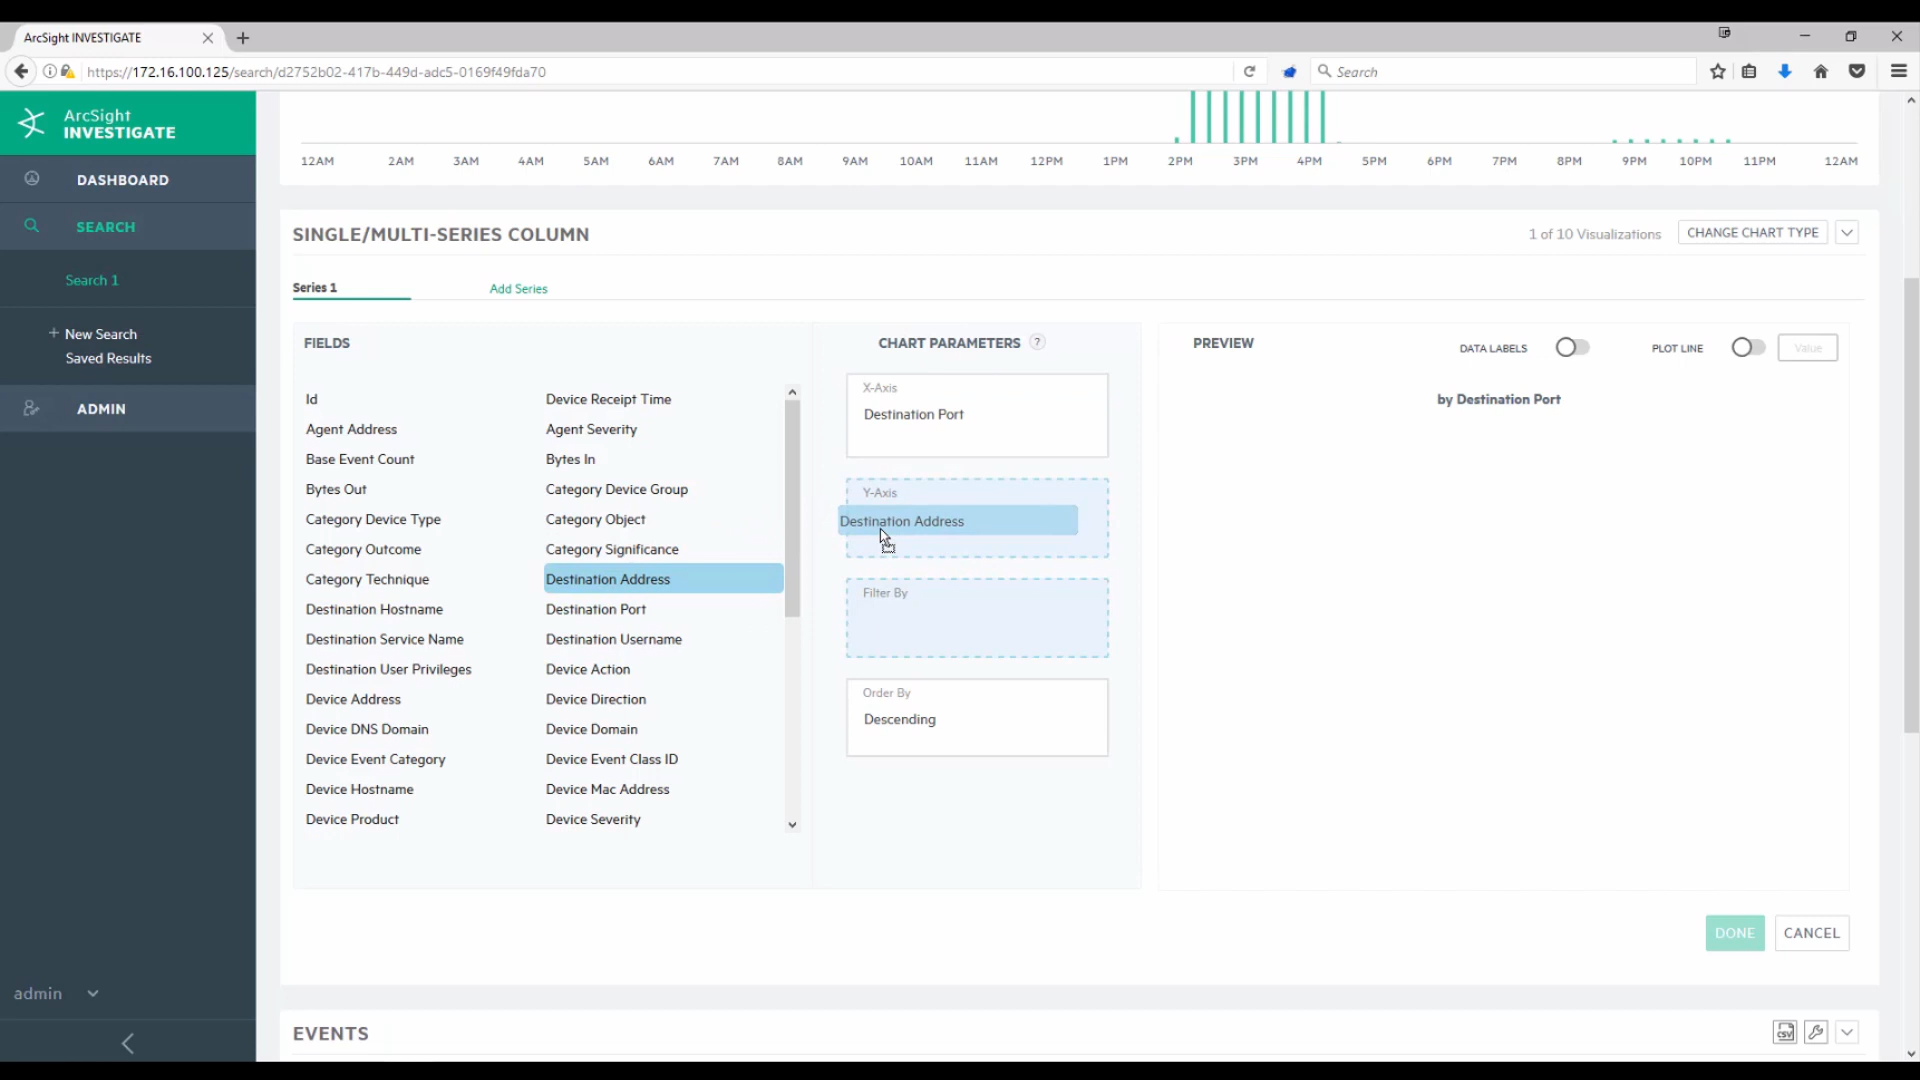 ArcSight INVESTIGATE
https://172.16.100.125/search/d2752b02-417b-449d-adc5-0169f49fda70
Search
ArcSight
INVESTIGATE
DASHBOARD
SEARCH
Search 1
+ New Search
Saved Results
ADMIN
admin
12AM 2AM 3AM 4AM 5AM 6AM 7AM 8AM 9AM 10AM 11AM 12PM 1PM 2PM 3PM 4PM 5PM 6PM 7PM 8PM 9PM 10PM 11PM 12AM
SINGLE/MULTI-SERIES COLUMN
1 of 10 Visualizations
CHANGE CHART TYPE
Series 1
Add Series
FIELDS
Id
Device Receipt Time
Agent Address
Agent Severity
Base Event Count
Bytes In
Bytes Out
Category Device Group
Category Device Type
Category Object
Category Outcome
Category Significance
Category Technique
Destination Address
Destination Hostname
Destination Port
Destination Service Name
Destination Username
Destination User Privileges
Device Action
Device Address
Device Direction
Device DNS Domain
Device Domain
Device Event Category
Device Event Class ID
Device Hostname
Device Mac Address
Device Product
Device Severity
CHART PARAMETERS ?
X-Axis
Destination Port
Y-Axis
Destination Address
Filter By
Order By
Descending
PREVIEW
DATA LABELS
PLOT LINE
Value
by Destination Port
DONE
CANCEL
EVENTS
CSV